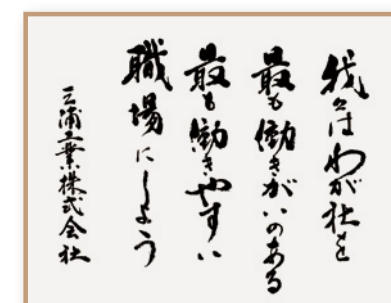 我々はわが社を
最も働きがいのある
最も働きやすい
職場にしよう
三浦工業株式会社